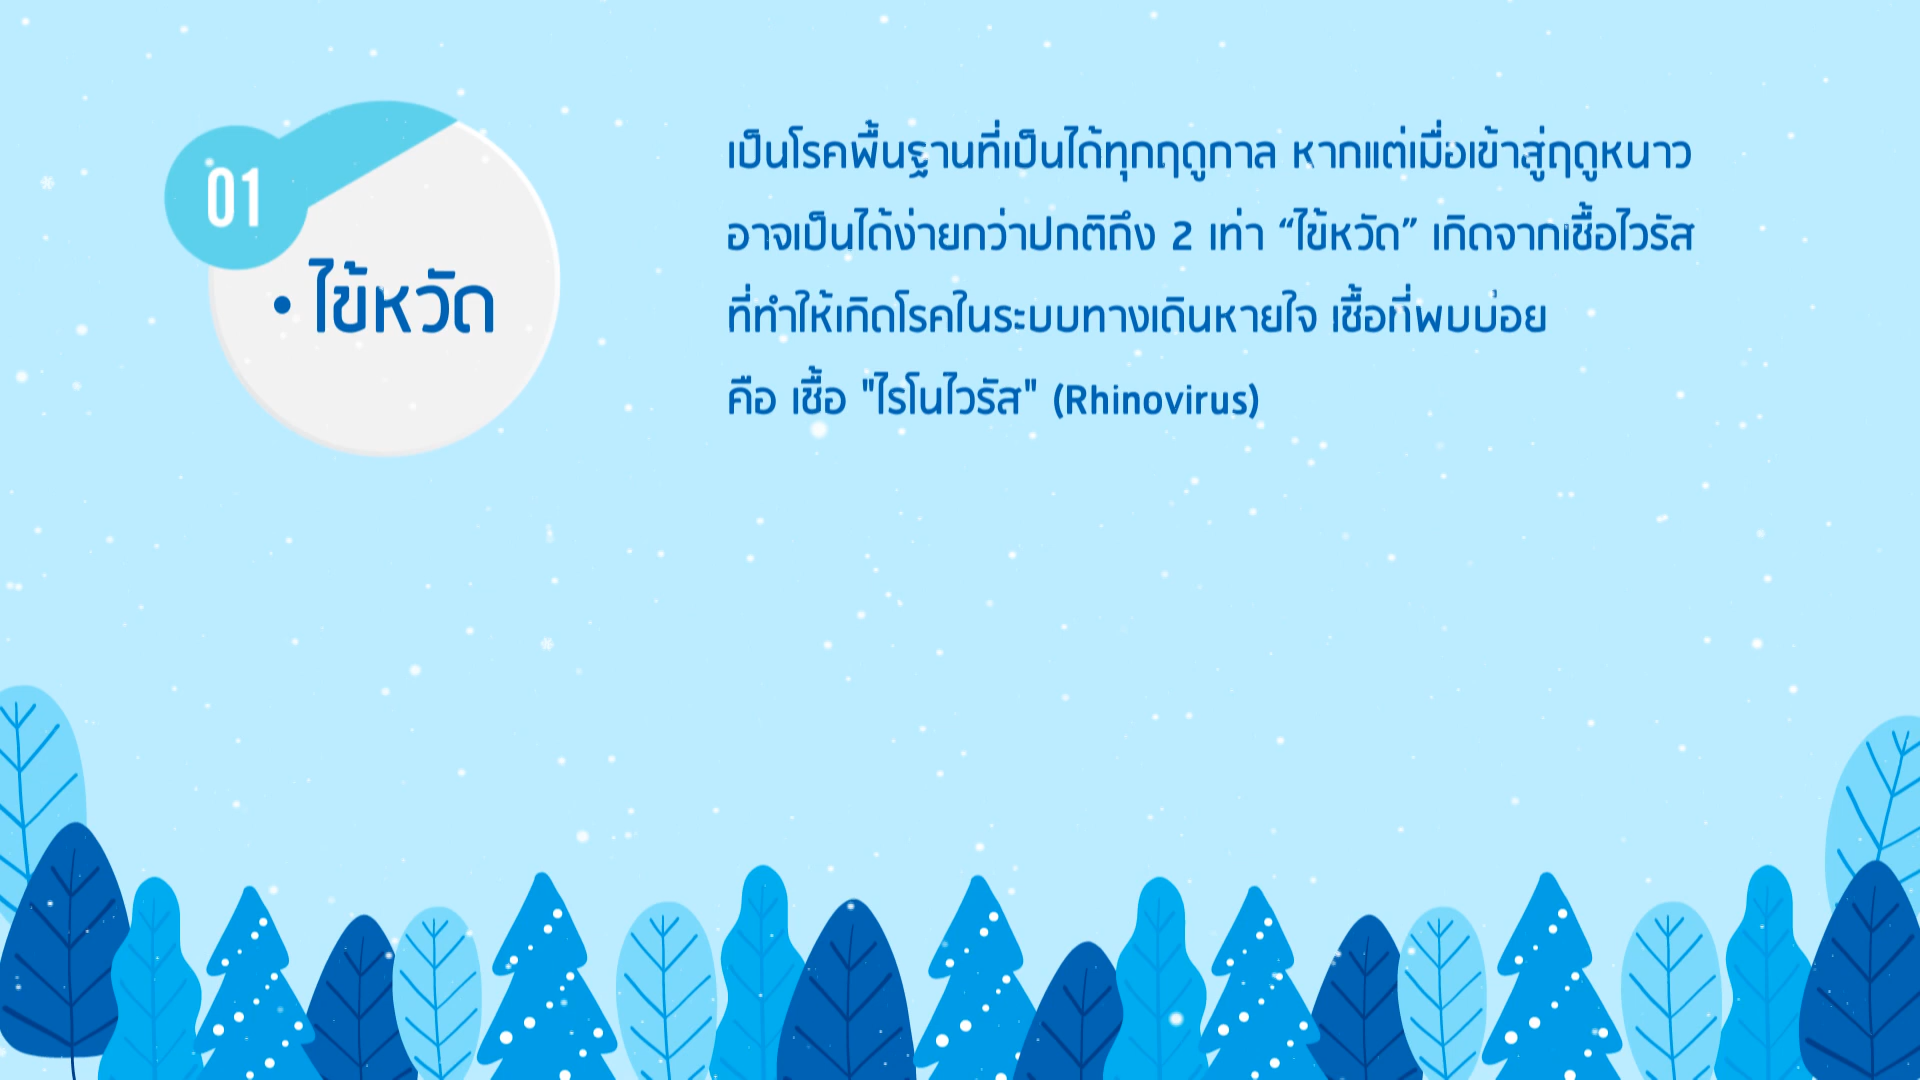 01
• ไข้หวัด
เป็นโรคพื้นฐานที่เป็นได้ทุกฤดูกาล หากแต่เมื่อเข้าสู่ฤดูหนาว
อาจเป็นได้ง่ายกว่าปกติถึง 2 เท่า “ไข้หวัด” เกิดจากเชื้อไวรัส
ที่ทำให้เกิดโรคในระบบทางเดินหายใจ เชื้อที่พบบ่อย
คือ เชื้อ "ไรโนไวรัส" (Rhinovirus)